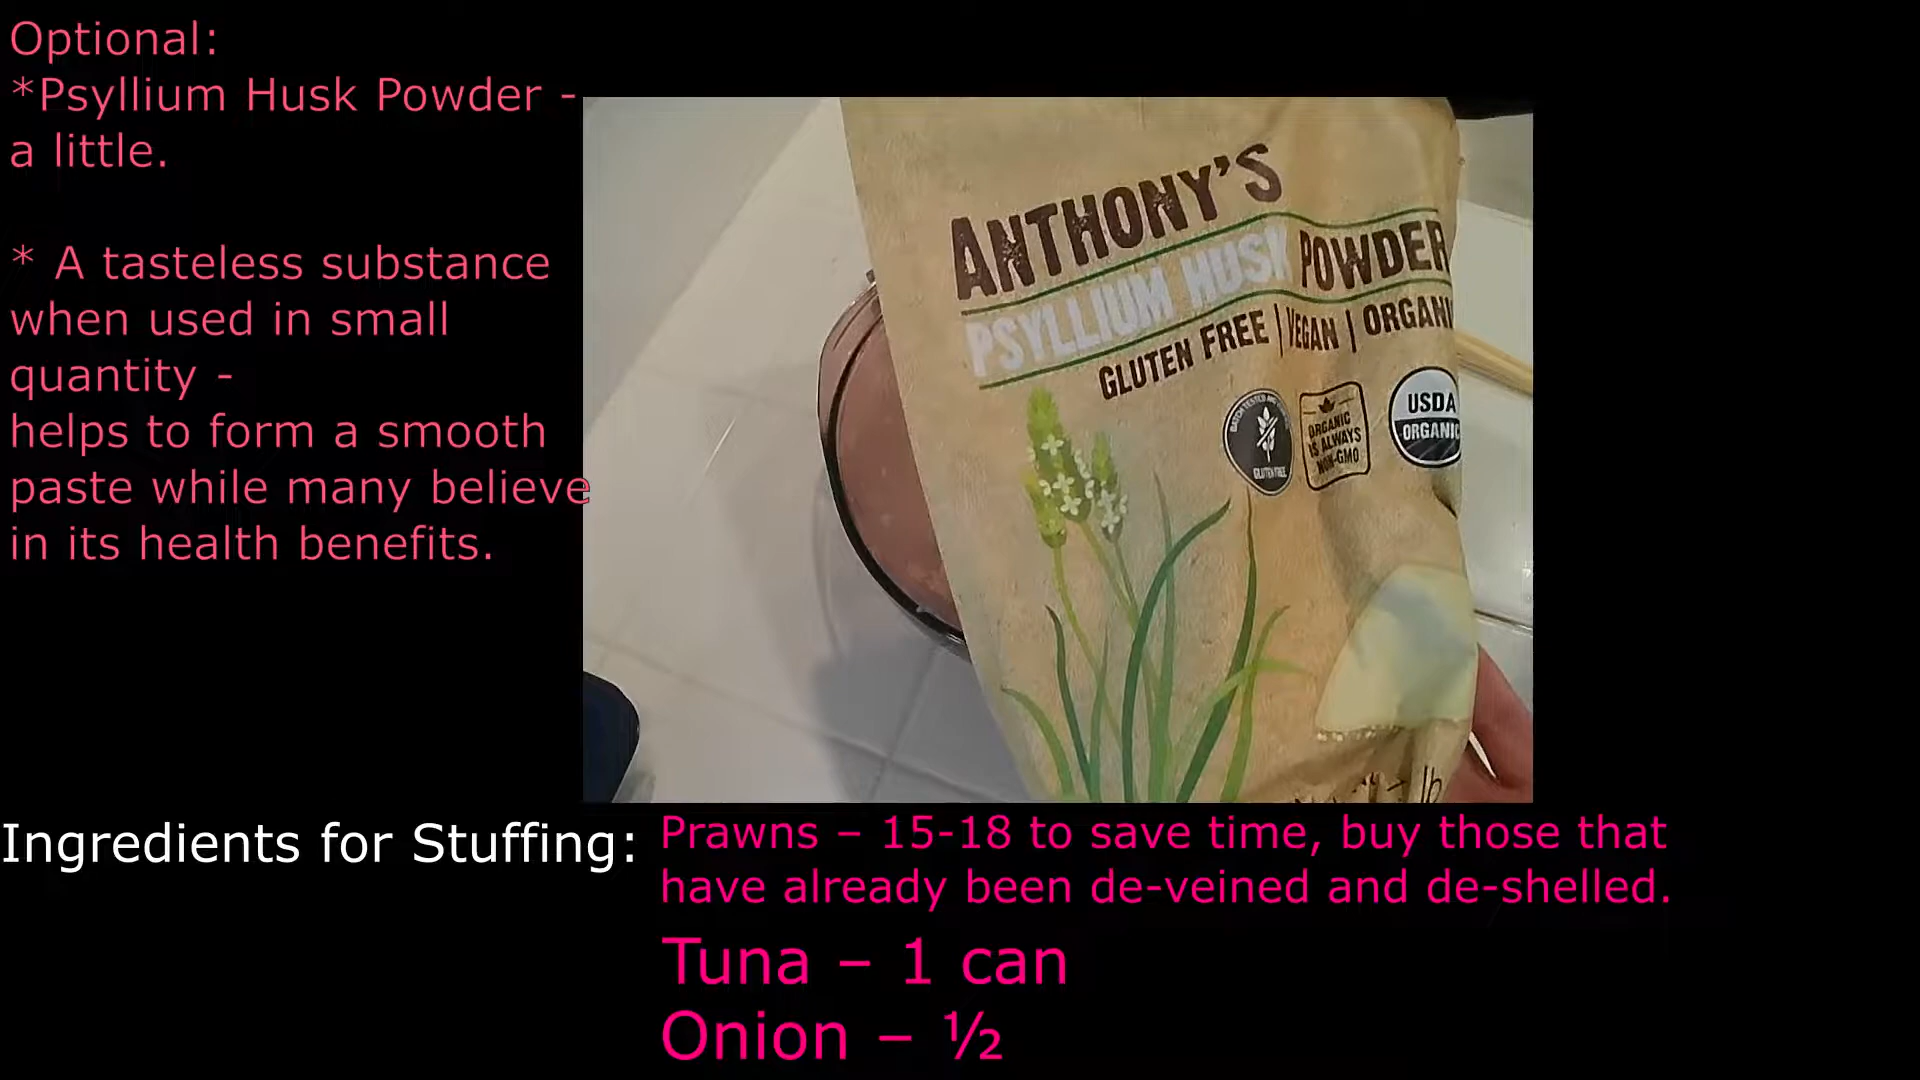 Optional:
*Psyllium Husk Powder -
a little.
* A tasteless substance
when used in small
quantity -
helps to form a smooth
paste while many believe
in its health benefits.
ANTHONY'S
PSYLLIUM HUSK POWDER
GLUTEN FREE | VEGAN | ORGANI
GLUTEN FREE
ORGANIC
IS ALWAYS
NON-GMO
USDA
ORGANIC
lb
Ingredients for Stuffing:
Prawns – 15-18 to save time, buy those that
have already been de-veined and de-shelled.
Tuna – 1 can
Onion – ½